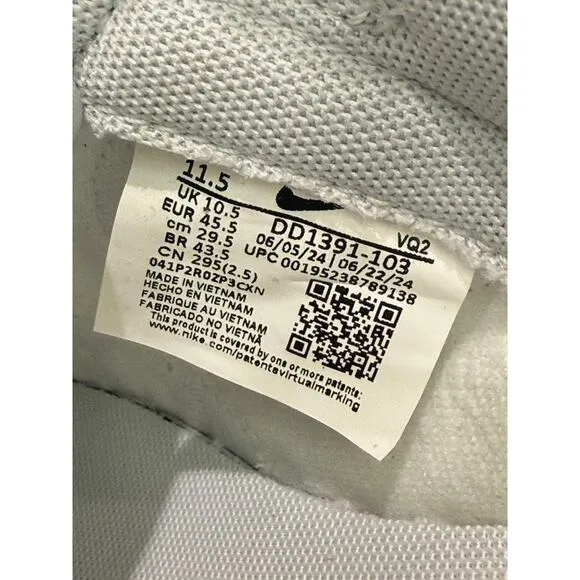 11.5
UK 10.5
EUR 45.5
cm 29.5
BR 43.5
CN 295(2.5)
041P2R0ZP3CXN
DD1391-103 VQ2
06/05/24 | 06/22/24
UPC 00195238789138
MADE IN VIETNAM
HECHO EN VIETNAM
FABRIQUE AU VIETNAM
FABRICADO NO VIETNÃ
This product is covered by one or more patents:
www.nike.com/patentsvirtualmarking